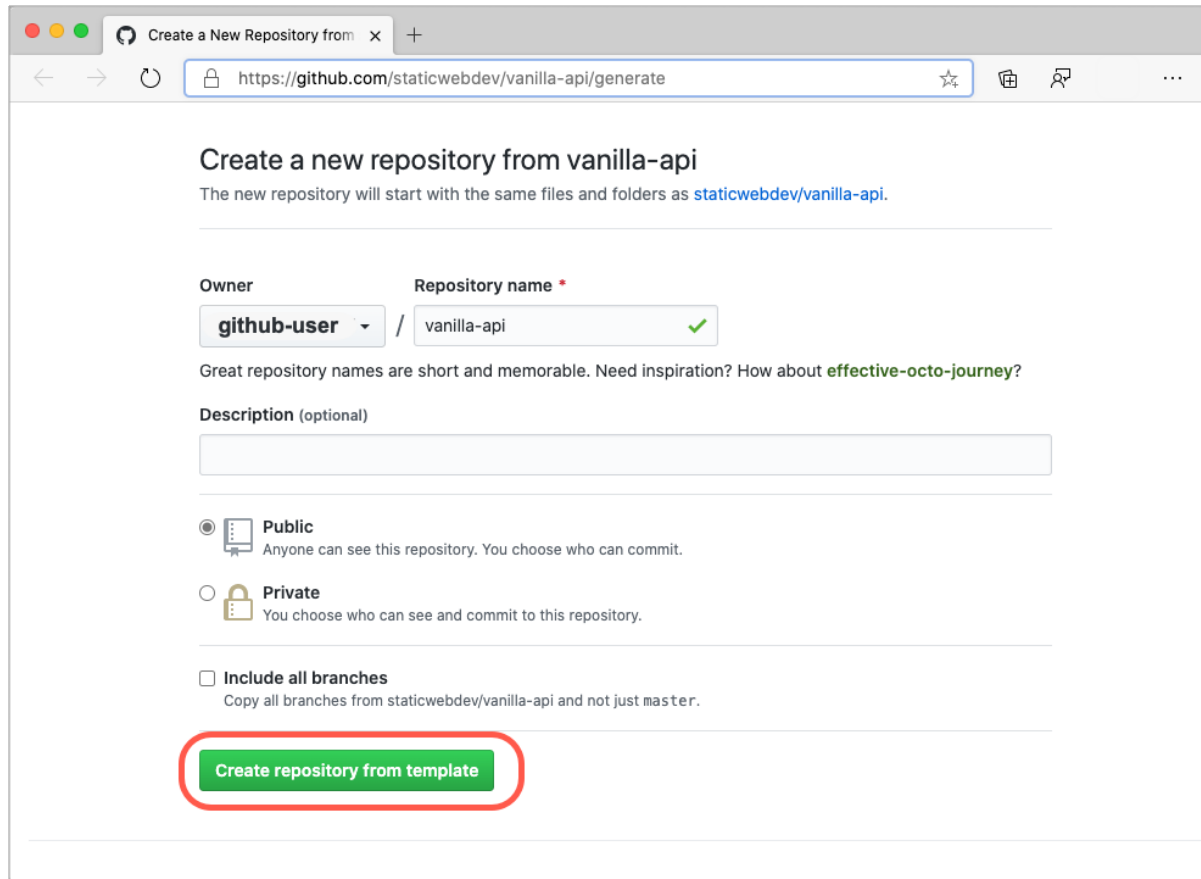 Create a New Repository from
https://github.com/staticwebdev/vanilla-api/generate
Create a new repository from vanilla-api
The new repository will start with the same files and folders as staticwebdev/vanilla-api.
Owner
Repository name *
github-user
/
vanilla-api
Great repository names are short and memorable. Need inspiration? How about effective-octo-journey?
Description (optional)
Public
Anyone can see this repository. You choose who can commit.
Private
You choose who can see and commit to this repository.
Include all branches
Copy all branches from staticwebdev/vanilla-api and not just master.
Create repository from template